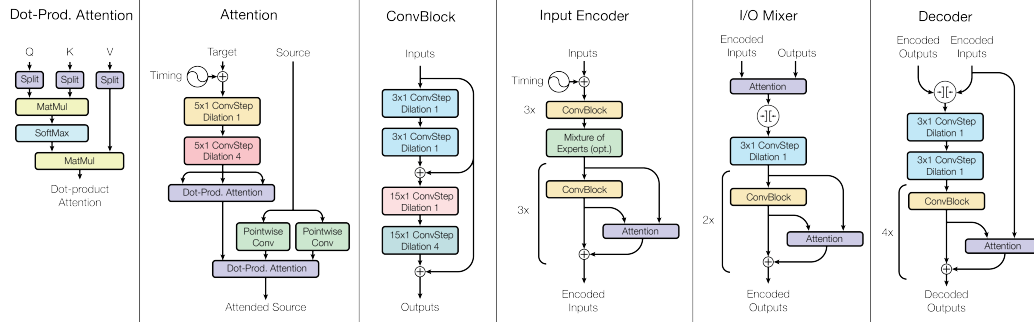 Dot-Prod. Attention
Q K V
Split Split Split
MatMul
SoftMax
MatMul
Dot-product
Attention
Attention
Target Source
Timing
5x1 ConvStep
Dilation 1
5x1 ConvStep
Dilation 4
Dot-Prod. Attention
Pointwise
Conv
Pointwise
Conv
Dot-Prod. Attention
Attended Source
ConvBlock
Inputs
3x1 ConvStep
Dilation 1
3x1 ConvStep
Dilation 1
15x1 ConvStep
Dilation 1
15x1 ConvStep
Dilation 4
Outputs
Input Encoder
Inputs
Timing
3x
ConvBlock
Mixture of
Experts (opt.)
ConvBlock
3x
Attention
Encoded
Inputs
I/O Mixer
Encoded
Inputs
Outputs
Attention
3x1 ConvStep
Dilation 1
ConvBlock
2x
Attention
Encoded
Outputs
Decoder
Encoded
Outputs
Encoded
Inputs
3x1 ConvStep
Dilation 1
3x1 ConvStep
Dilation 1
ConvBlock
4x
Attention
Decoded
Outputs